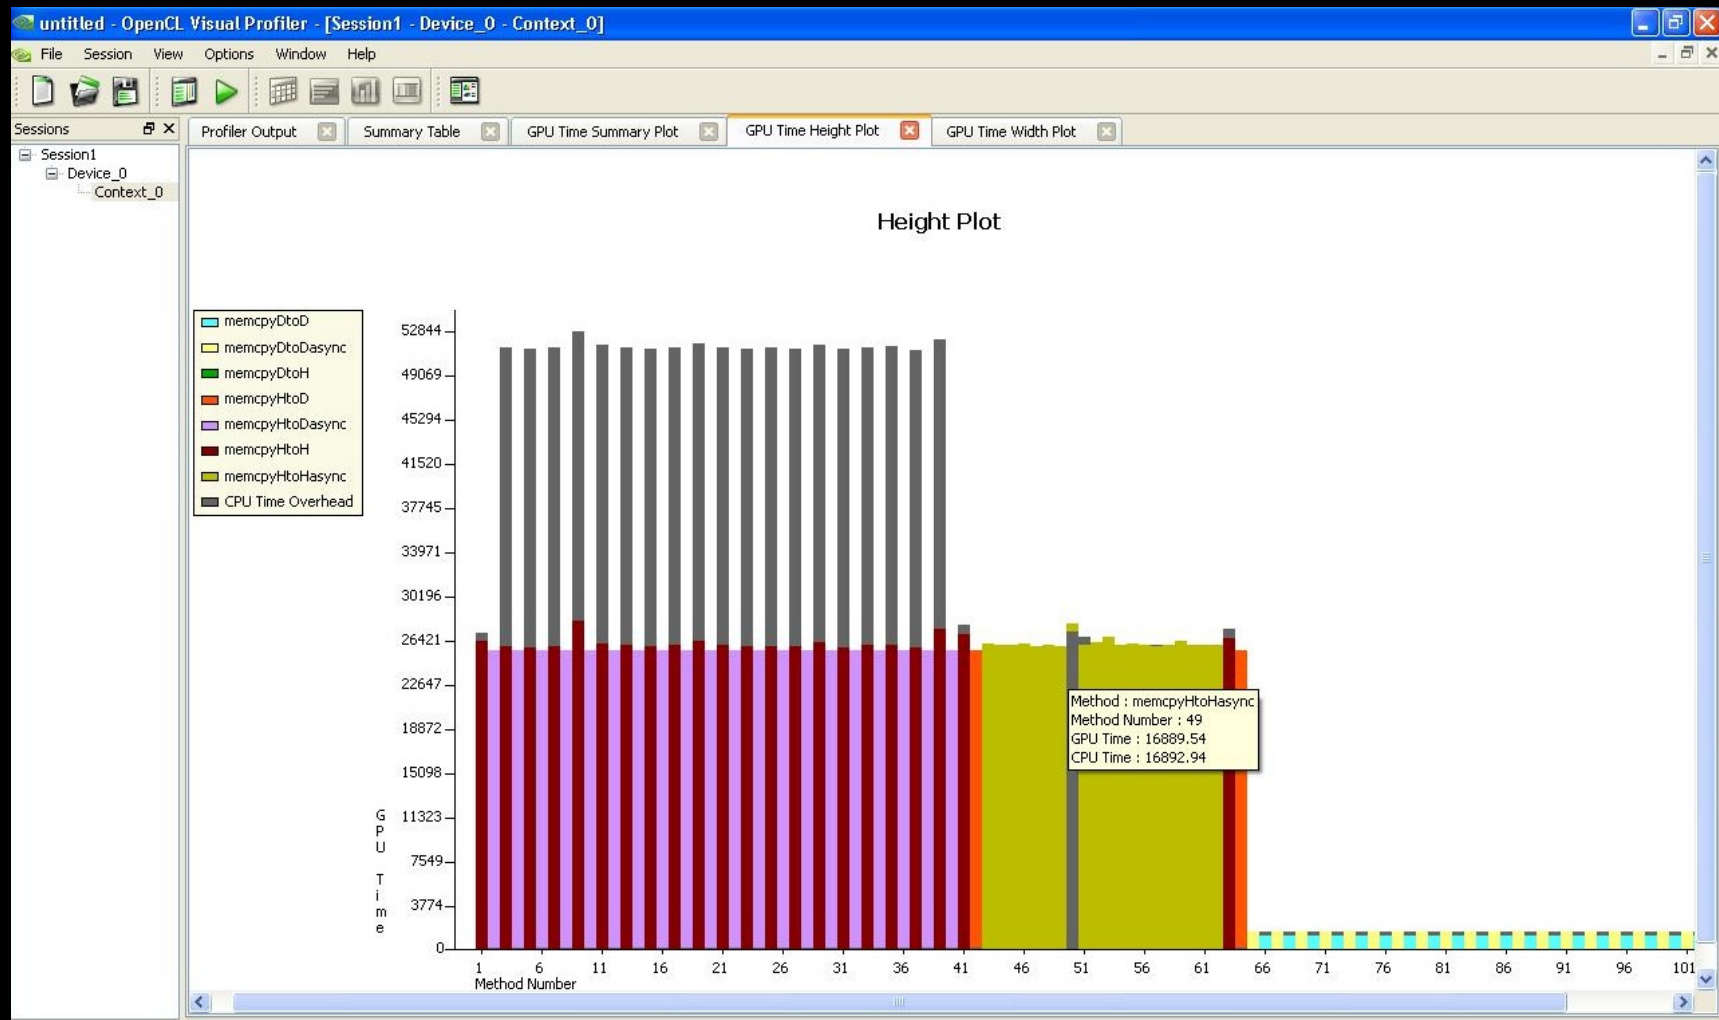 untitled - OpenCL Visual Profiler - [Session1 - Device_0 - Context_0]
File Session View Options Window Help
Sessions
Profiler Output
Summary Table
GPU Time Summary Plot
GPU Time Height Plot
GPU Time Width Plot
Session1
Device_0
Context_0
Height Plot
memcpyDtoD
memcpyDtoDasync
memcpyDtoH
memcpyHtoD
memcpyHtoDasync
memcpyHtoH
memcpyHtoHasync
CPU Time Overhead
52844
49069
45294
41520
37745
33971
30196
26421
22647
18872
15098
11323
7549
3774
0
GPU Time
Method : memcpyHtoHasync
Method Number : 49
GPU Time : 16889.54
CPU Time : 16892.94
1 6 11 16 21 26 31 36 41 46 51 56 61 66 71 76 81 86 91 96 101
Method Number